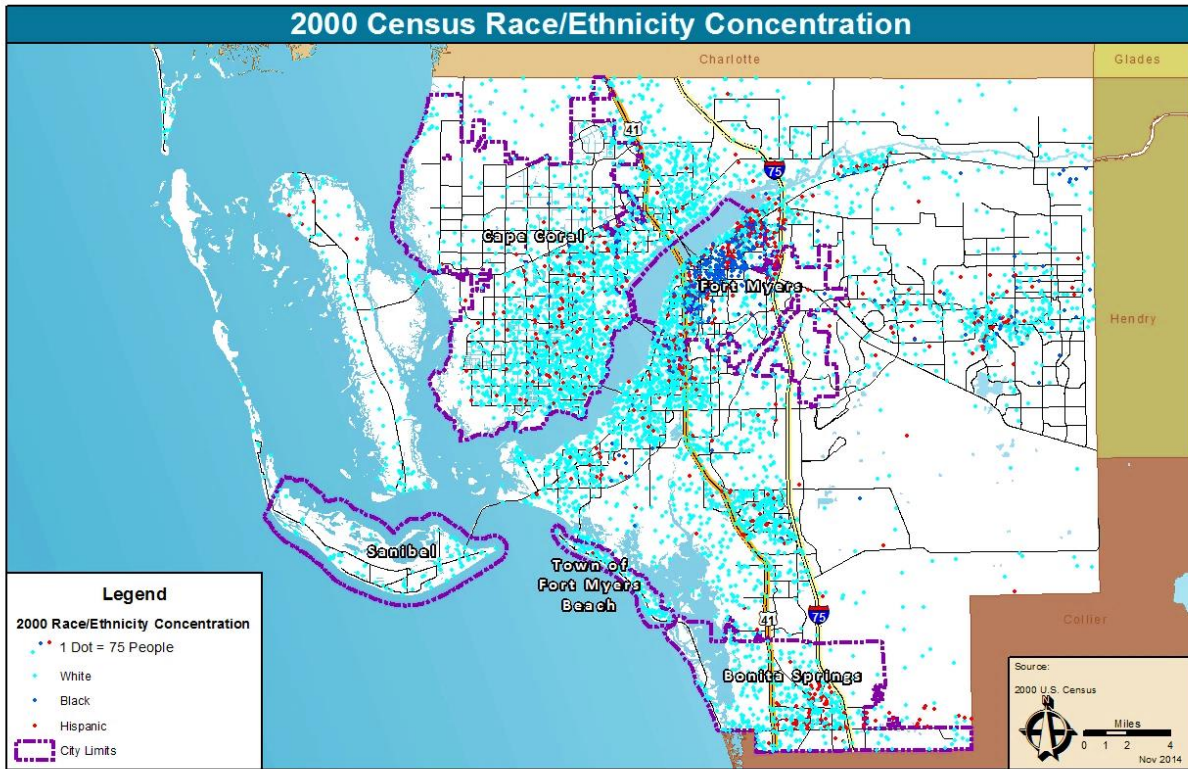 2000 Census Race/Ethnicity Concentration
Charlotte
Glades
41
75
Cape Coral
Fort Myers
Hendry
Sanibel
Town of
Fort Myers
Beach
41
75
Collier
Bonita Springs
Legend
2000 Race/Ethnicity Concentration
1 Dot = 75 People
White
Black
Hispanic
City Limits
Source:
2000 U.S. Census
N
Miles
0 1 2 4
Nov 2014